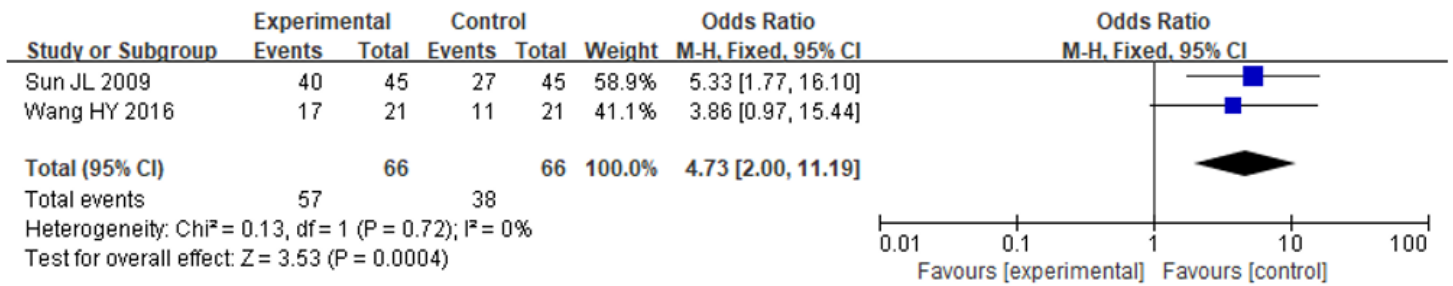 Experimental Control Odds Ratio Odds Ratio
Study or Subgroup Events Total Events Total Weight M-H, Fixed, 95% CI M-H, Fixed, 95% CI
Sun JL 2009 40 45 27 45 58.9% 5.33 [1.77, 16.10]
Wang HY 2016 17 21 11 21 41.1% 3.86 [0.97, 15.44]
Total (95% CI) 66 66 100.0% 4.73 [2.00, 11.19]
Total events 57 38
Heterogeneity: Chi² = 0.13, df = 1 (P = 0.72); I² = 0%
Test for overall effect: Z = 3.53 (P = 0.0004)
0.01 0.1 1 10 100
Favours [experimental] Favours [control]